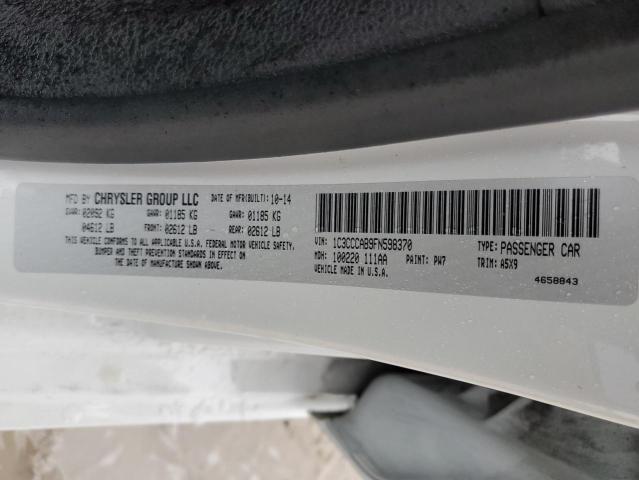 MFD BY CHRYSLER GROUP LLC DATE OF MFR(BUILT): 10-14
GVWR: 02092 KG GAWR: 01185 KG GAWR: 01185 KG
04612 LB FRONT: 02612 LB REAR: 02612 LB
THIS VEHICLE CONFORMS TO ALL APPLICABLE U.S.A. FEDERAL MOTOR VEHICLE SAFETY,
BUMPER AND THEFT PREVENTION STANDARDS IN EFFECT ON THE
DATE OF MANUFACTURE SHOWN ABOVE.
VIN: 1C3CCCAB9FN598370 TYPE: PASSENGER CAR
MDH: 100220 111AA PAINT: PW7 TRIM: A5X9
VEHICLE MADE IN U.S.A.
4658843